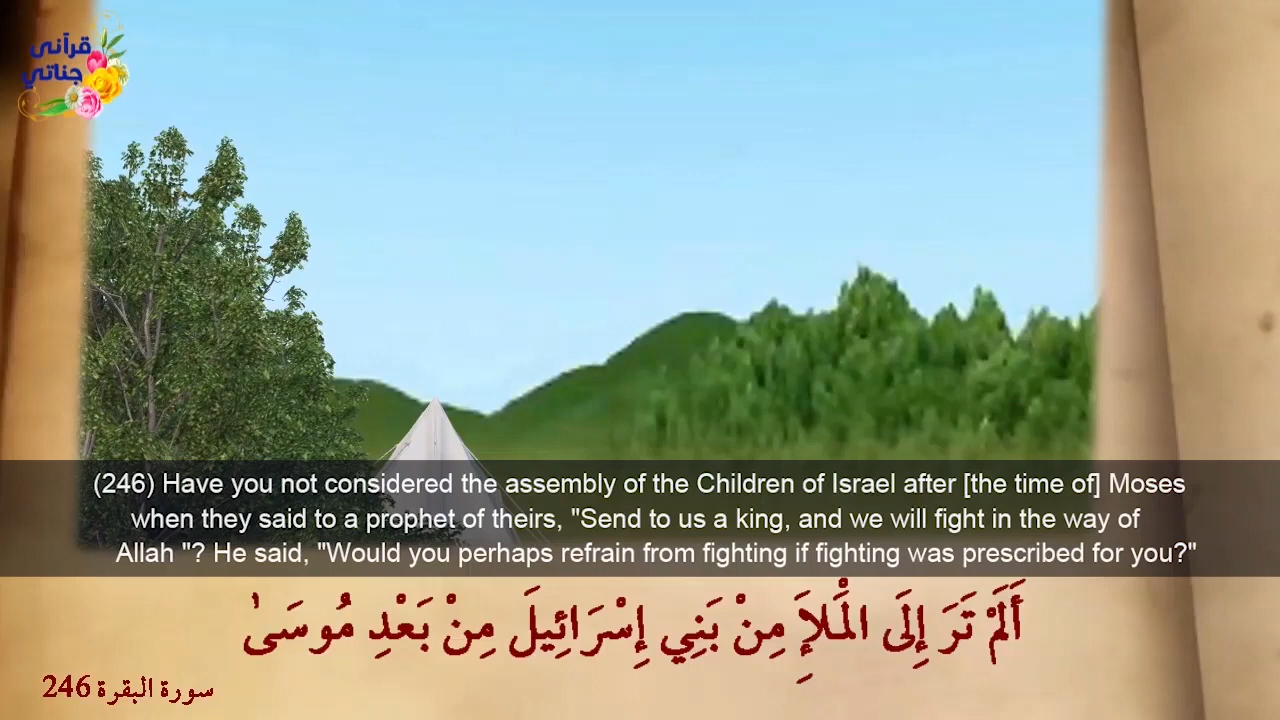 قرآنى
جناتي
(246) Have you not considered the assembly of the Children of Israel after [the time of] Moses
when they said to a prophet of theirs, "Send to us a king, and we will fight in the way of
Allah "? He said, "Would you perhaps refrain from fighting if fighting was prescribed for you?"
أَلَمْ تَرَ إِلَى الْمَلَإِ مِنْ بَنِي إِسْرَائِيلَ مِنْ بَعْدِ مُوسَىٰ
سورة البقرة 246